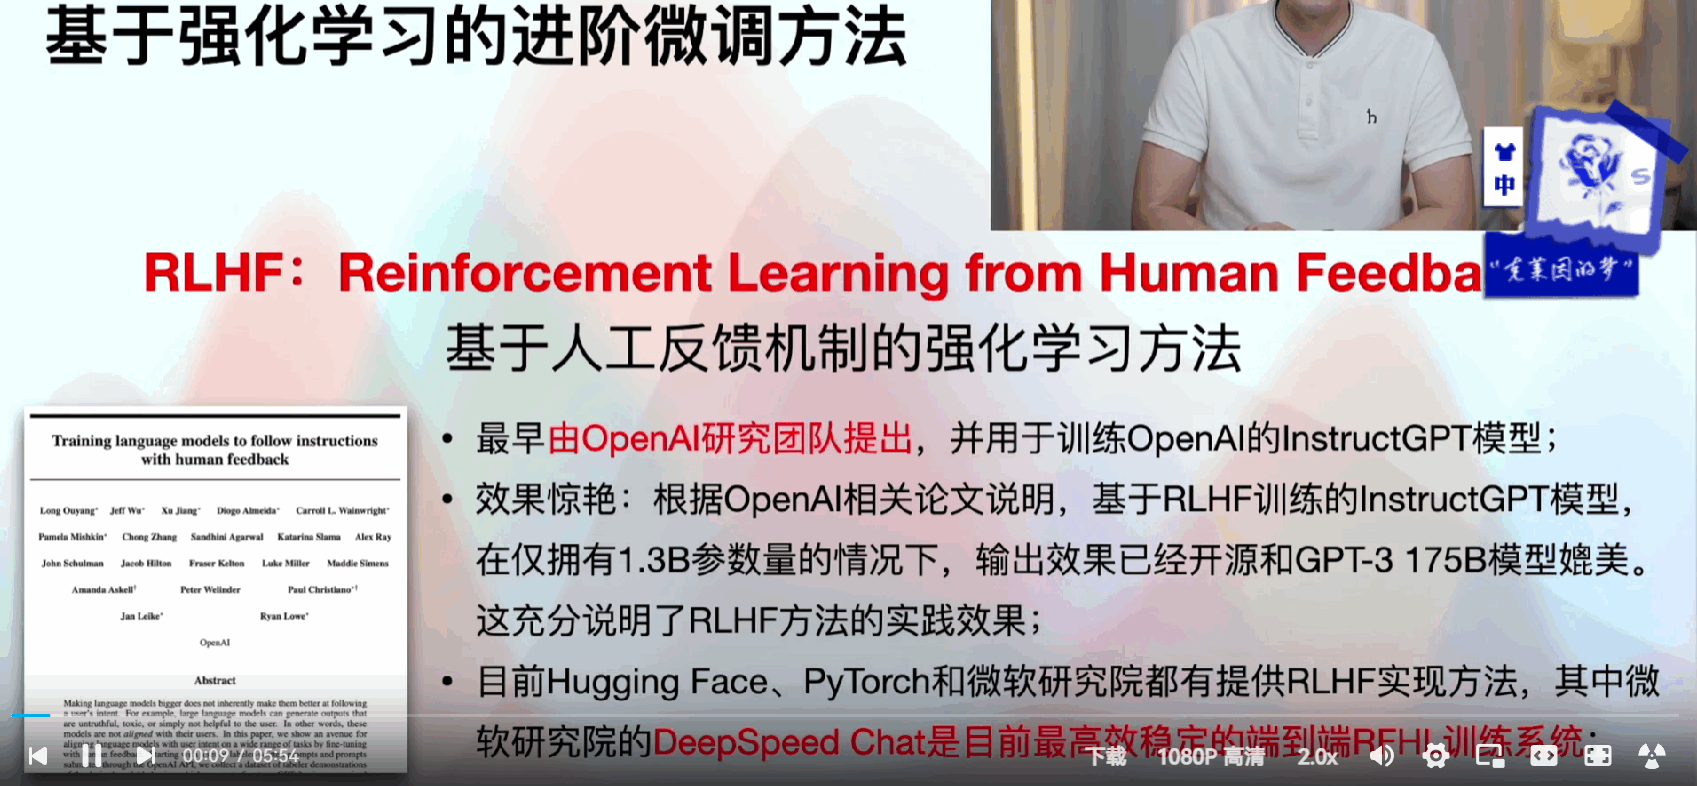 基于强化学习的进阶微调方法
h
中
S
RLHF：Reinforcement Learning from Human Feedba
“克莱因的梦”
基于人工反馈机制的强化学习方法
Training language models to follow instructions
with human feedback
Long Ouyang* Jeff Wu* Xu Jiang* Diogo Almeida* Carroll L. Wainwright*
Pamela Mishkin* Chong Zhang Sandhini Agarwal Katarina Slama Alex Ray
John Schulman Jacob Hilton Fraser Kelton Luke Miller Maddie Simens
Amanda Askell† Peter Welinder Paul Christiano*†
Jan Leike* Ryan Lowe*
OpenAI
Abstract
Making language models bigger does not inherently make them better at following
a user's intent. For example, large language models can generate outputs that
are untruthful, toxic, or simply not helpful to the user. In other words, these
models are not aligned with their users. In this paper, we show an avenue for
aligning language models with user intent on a wide range of tasks by fine-tuning
with feedback. Starting of labeler mpts and prompts
through the OpenAI API, we collect a dataset of labeler demonstrations
• 最早由OpenAI研究团队提出，并用于训练OpenAI的InstructGPT模型；
• 效果惊艳：根据OpenAI相关论文说明，基于RLHF训练的InstructGPT模型，
在仅拥有1.3B参数量的情况下，输出效果已经开源和GPT-3 175B模型媲美。
这充分说明了RLHF方法的实践效果；
• 目前Hugging Face、PyTorch和微软研究院都有提供RLHF实现方法，其中微
软研究院的DeepSpeed Chat是目前最高效稳定的端到端RFHL训练系统；
00:09 / 05:54
下载 1080P 高清 2.0x